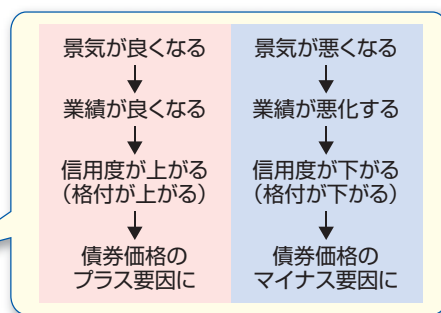 景気が良くなる
業績が良くなる
信用度が上がる
(格付が上がる)
債券価格の
プラス要因に
景気が悪くなる
業績が悪化する
信用度が下がる
(格付が下がる)
債券価格の
マイナス要因に